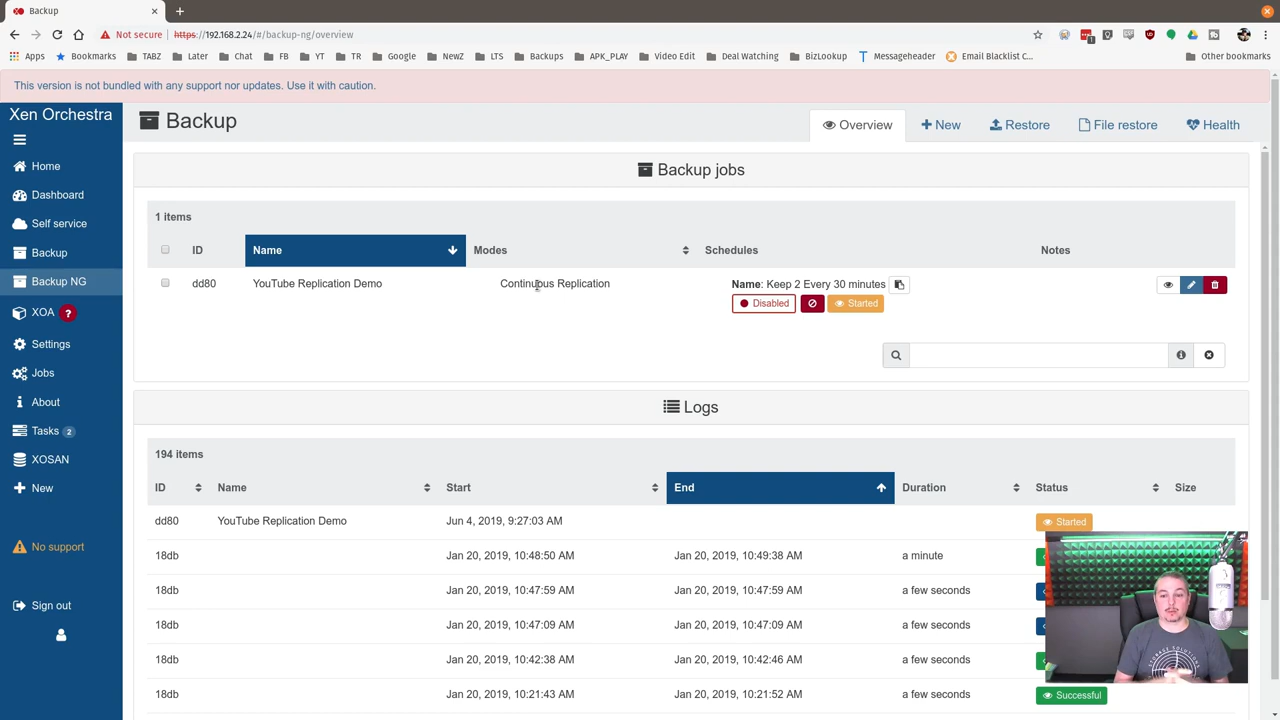 Backup
Not secure https://192.168.2.24/#/backup-ng/overview
Apps Bookmarks TABZ Later Chat FB YT TR Google NewZ LTS Backups APK_PLAY Video Edit Deal Watching BizLookup Messageheader Email Blacklist C... Other bookmarks
This version is not bundled with any support nor updates. Use it with caution.
Xen Orchestra
Home
Dashboard
Self service
Backup
Backup NG
XOA ?
Settings
Jobs
About
Tasks 2
XOSAN
New
No support
Sign out
Backup
Overview New Restore File restore Health
Backup jobs
1 items
ID Name Modes Schedules Notes
dd80 YouTube Replication Demo Continuous Replication Name: Keep 2 Every 30 minutes
Disabled Started
Logs
194 items
ID Name Start End Duration Status Size
dd80 YouTube Replication Demo Jun 4, 2019, 9:27:03 AM Started
18db Jan 20, 2019, 10:48:50 AM Jan 20, 2019, 10:49:38 AM a minute
18db Jan 20, 2019, 10:47:59 AM Jan 20, 2019, 10:47:59 AM a few seconds
18db Jan 20, 2019, 10:47:09 AM Jan 20, 2019, 10:47:09 AM a few seconds
18db Jan 20, 2019, 10:42:38 AM Jan 20, 2019, 10:42:46 AM a few seconds
18db Jan 20, 2019, 10:21:43 AM Jan 20, 2019, 10:21:52 AM a few seconds Successful